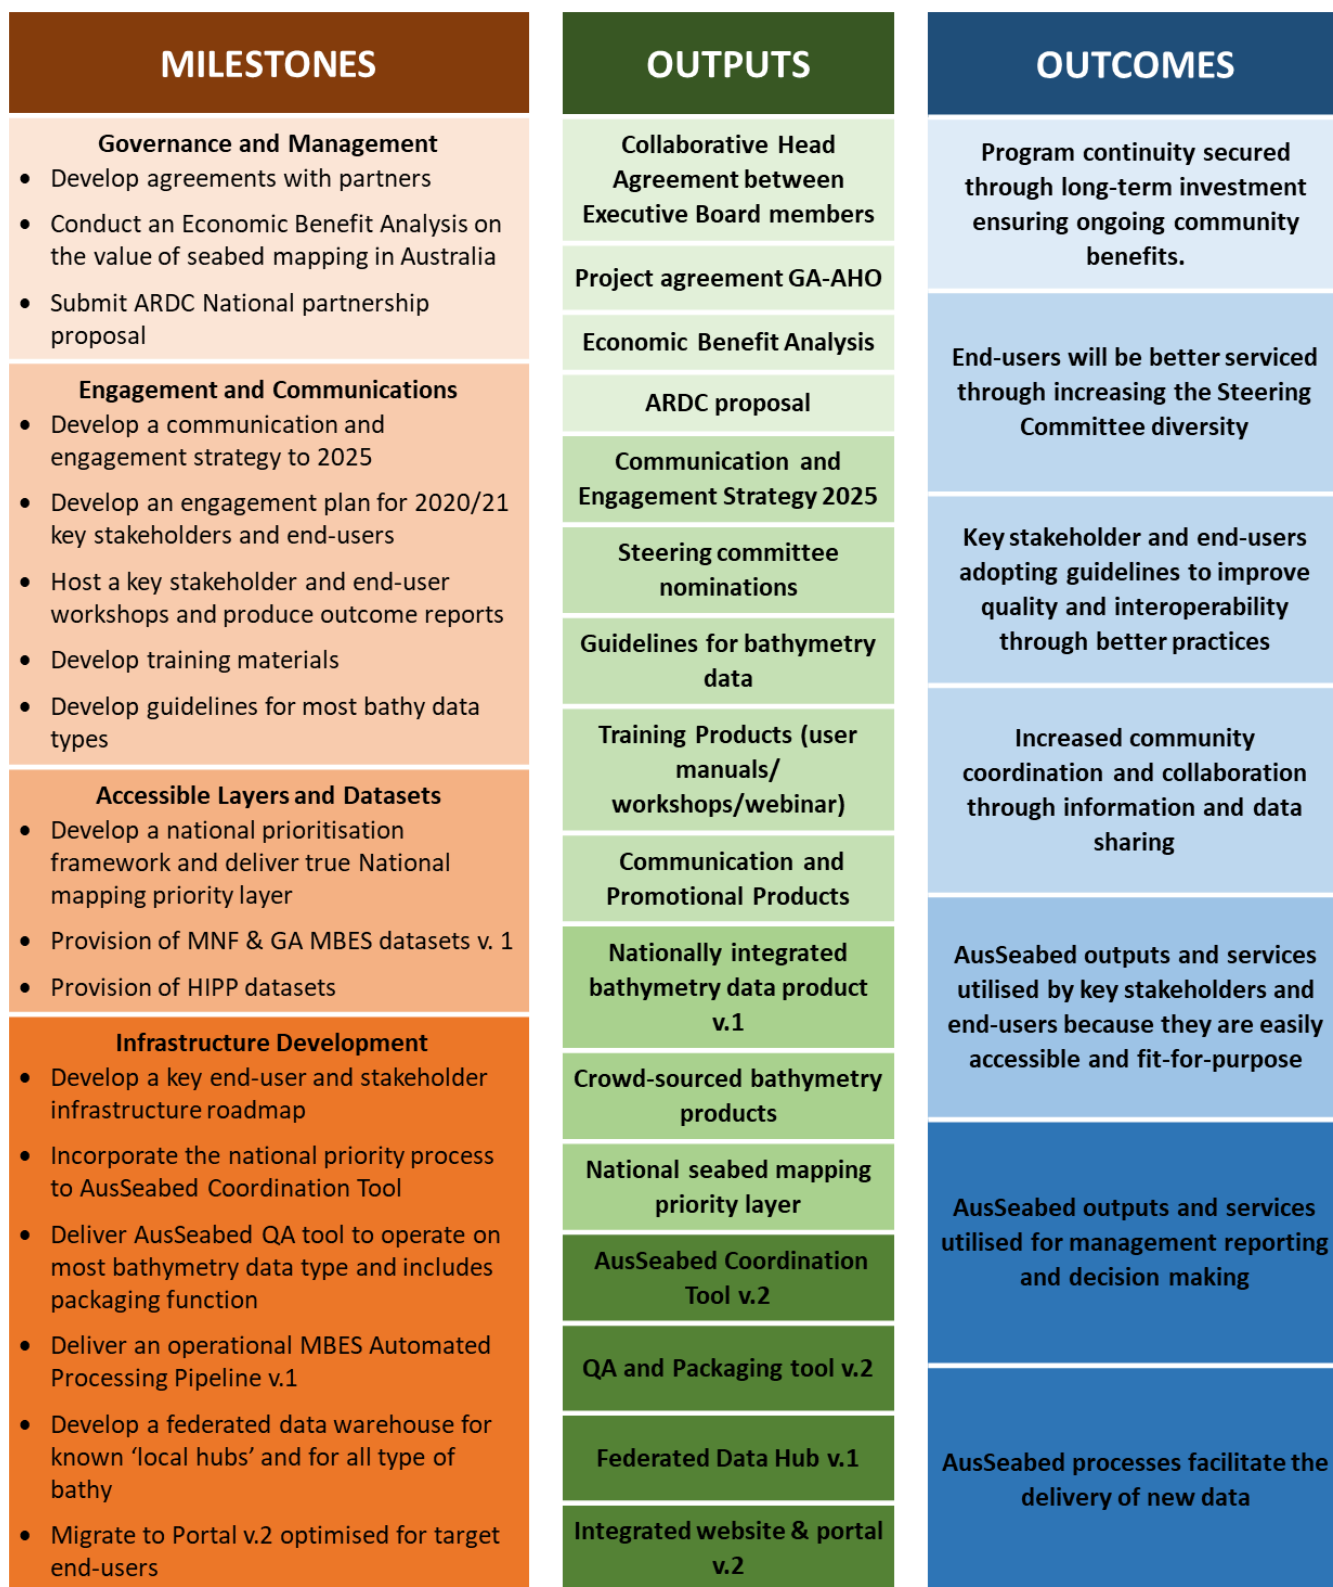 MILESTONES
Governance and Management
• Develop agreements with partners
• Conduct an Economic Benefit Analysis on
the value of seabed mapping in Australia
• Submit ARDC National partnership
proposal
Engagement and Communications
• Develop a communication and
engagement strategy to 2025
• Develop an engagement plan for 2020/21
key stakeholders and end-users
• Host a key stakeholder and end-user
workshops and produce outcome reports
• Develop training materials
• Develop guidelines for most bathy data
types
Accessible Layers and Datasets
• Develop a national prioritisation
framework and deliver true National
mapping priority layer
• Provision of MNF & GA MBES datasets v. 1
• Provision of HIPP datasets
Infrastructure Development
• Develop a key end-user and stakeholder
infrastructure roadmap
• Incorporate the national priority process
to AusSeabed Coordination Tool
• Deliver AusSeabed QA tool to operate on
most bathymetry data type and includes
packaging function
• Deliver an operational MBES Automated
Processing Pipeline v.1
• Develop a federated data warehouse for
known ‘local hubs’ and for all type of
bathy
• Migrate to Portal v.2 optimised for target
end-users
OUTPUTS
Collaborative Head
Agreement between
Executive Board members
Project agreement GA-AHO
Economic Benefit Analysis
ARDC proposal
Communication and
Engagement Strategy 2025
Steering committee
nominations
Guidelines for bathymetry
data
Training Products (user
manuals/
workshops/webinar)
Communication and
Promotional Products
Nationally integrated
bathymetry data product
v.1
Crowd-sourced bathymetry
products
National seabed mapping
priority layer
AusSeabed Coordination
Tool v.2
QA and Packaging tool v.2
Federated Data Hub v.1
Integrated website & portal
v.2
OUTCOMES
Program continuity secured
through long-term investment
ensuring ongoing community
benefits.
End-users will be better serviced
through increasing the Steering
Committee diversity
Key stakeholder and end-users
adopting guidelines to improve
quality and interoperability
through better practices
Increased community
coordination and collaboration
through information and data
sharing
AusSeabed outputs and services
utilised by key stakeholders and
end-users because they are easily
accessible and fit-for-purpose
AusSeabed outputs and services
utilised for management reporting
and decision making
AusSeabed processes facilitate the
delivery of new data